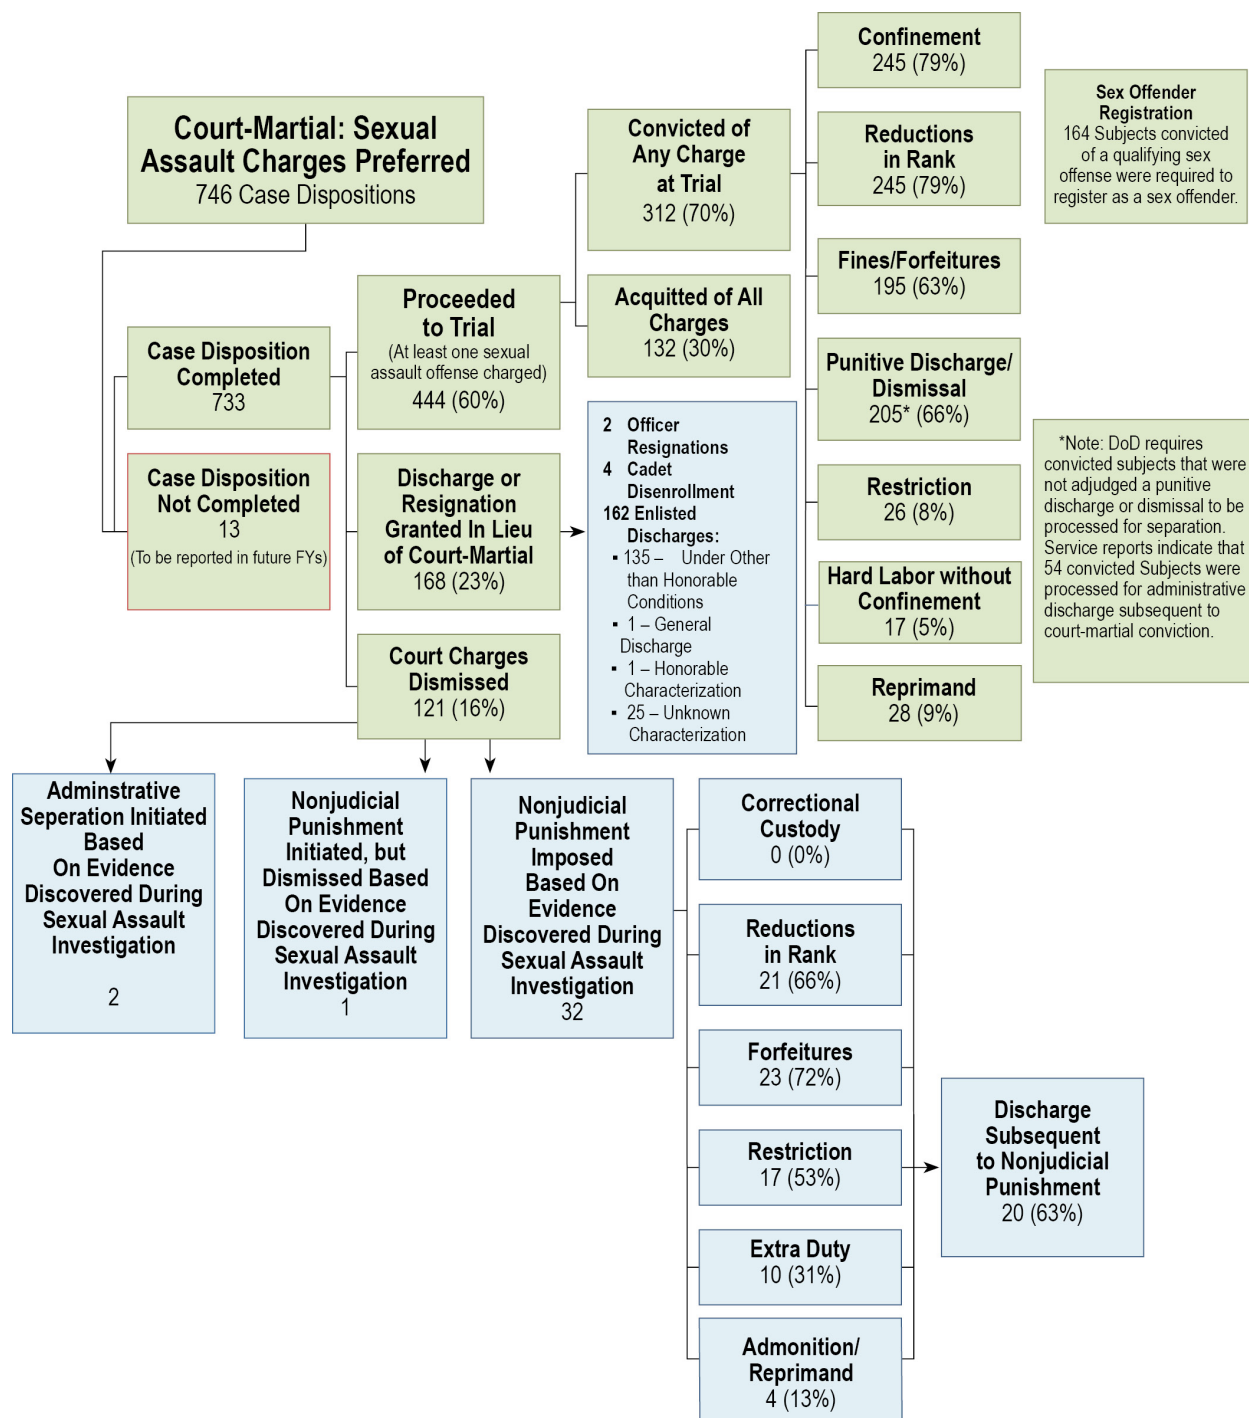 Court-Martial: Sexual
Assault Charges Preferred
746 Case Dispositions
Case Disposition
Completed
733
Case Disposition
Not Completed
13
(To be reported in future FYs)
Proceeded
to Trial
(At least one sexual
assault offense charged)
444 (60%)
Discharge or
Resignation
Granted In Lieu
of Court-Martial
168 (23%)
Court Charges
Dismissed
121 (16%)
Convicted of
Any Charge
at Trial
312 (70%)
Acquitted of All
Charges
132 (30%)
2 Officer
Resignations
4 Cadet
Disenrollment
162 Enlisted
Discharges:
▪ 135 – Under Other
than Honorable
Conditions
▪ 1 – General
Discharge
▪ 1 – Honorable
Characterization
▪ 25 – Unknown
Characterization
Confinement
245 (79%)
Reductions
in Rank
245 (79%)
Fines/Forfeitures
195 (63%)
Punitive Discharge/
Dismissal
205* (66%)
Restriction
26 (8%)
Hard Labor without
Confinement
17 (5%)
Reprimand
28 (9%)
Sex Offender
Registration
164 Subjects convicted
of a qualifying sex
offense were required to
register as a sex offender.
*Note: DoD requires
convicted subjects that were
not adjudged a punitive
discharge or dismissal to be
processed for separation.
Service reports indicate that
54 convicted Subjects were
processed for administrative
discharge subsequent to
court-martial conviction.
Adminstrative
Seperation Initiated
Based
On Evidence
Discovered During
Sexual Assault
Investigation
2
Nonjudicial
Punishment
Initiated, but
Dismissed Based
On Evidence
Discovered During
Sexual Assault
Investigation
1
Nonjudicial
Punishment
Imposed
Based On
Evidence
Discovered During
Sexual Assault
Investigation
32
Correctional
Custody
0 (0%)
Reductions
in Rank
21 (66%)
Forfeitures
23 (72%)
Restriction
17 (53%)
Extra Duty
10 (31%)
Admonition/
Reprimand
4 (13%)
Discharge
Subsequent
to Nonjudicial
Punishment
20 (63%)